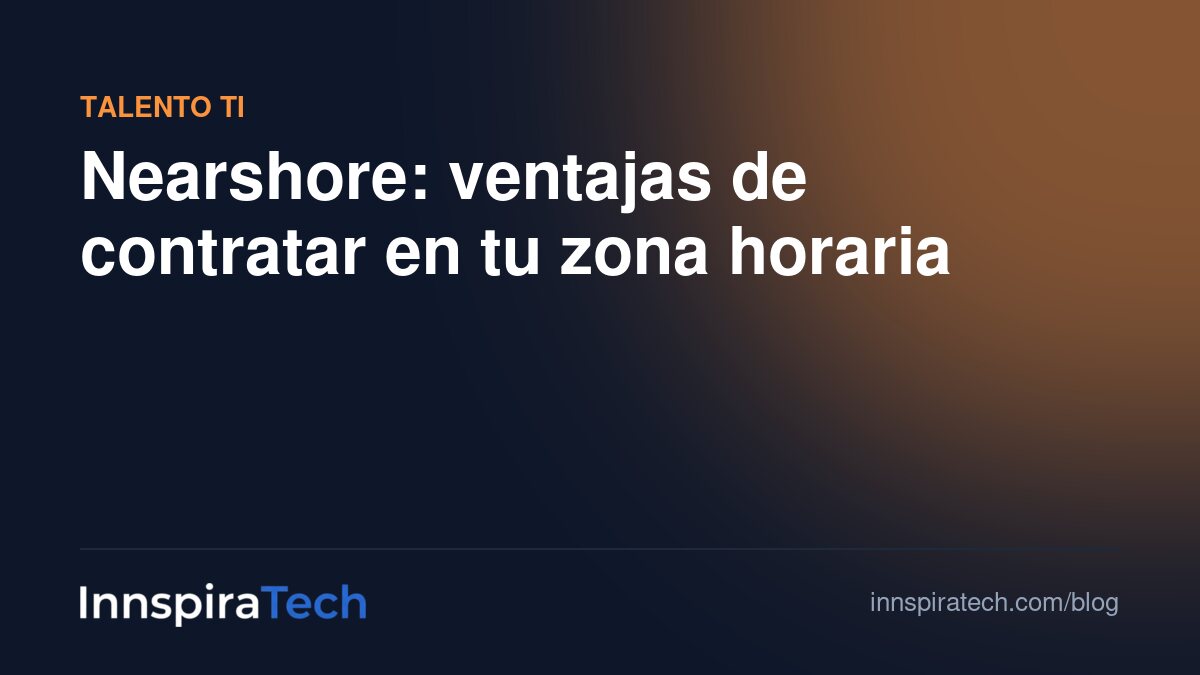 TALENTO TI
Nearshore: ventajas de
contratar en tu zona horaria
InnspiraTech
innspiratech.com/blog